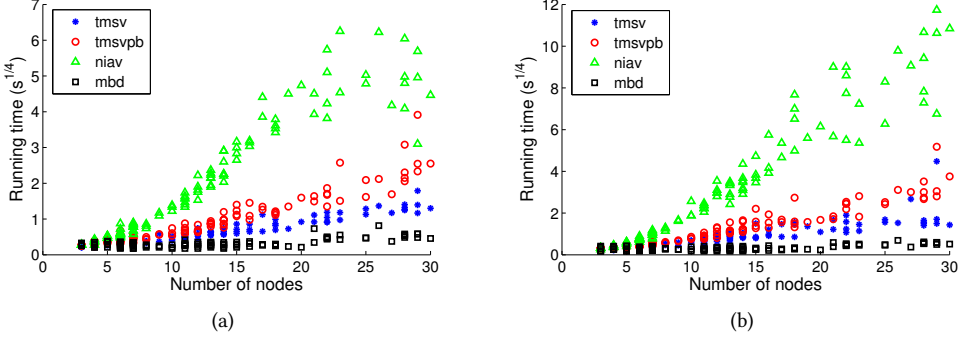 tmsv
tmsvpb
niav
mbd
Running time (s^1/4)
7
6
5
4
3
2
1
0
0 5 10 15 20 25 30
Number of nodes
(a)
tmsv
tmsvpb
niav
mbd
Running time (s^1/4)
12
10
8
6
4
2
0
0 5 10 15 20 25 30
Number of nodes
(b)